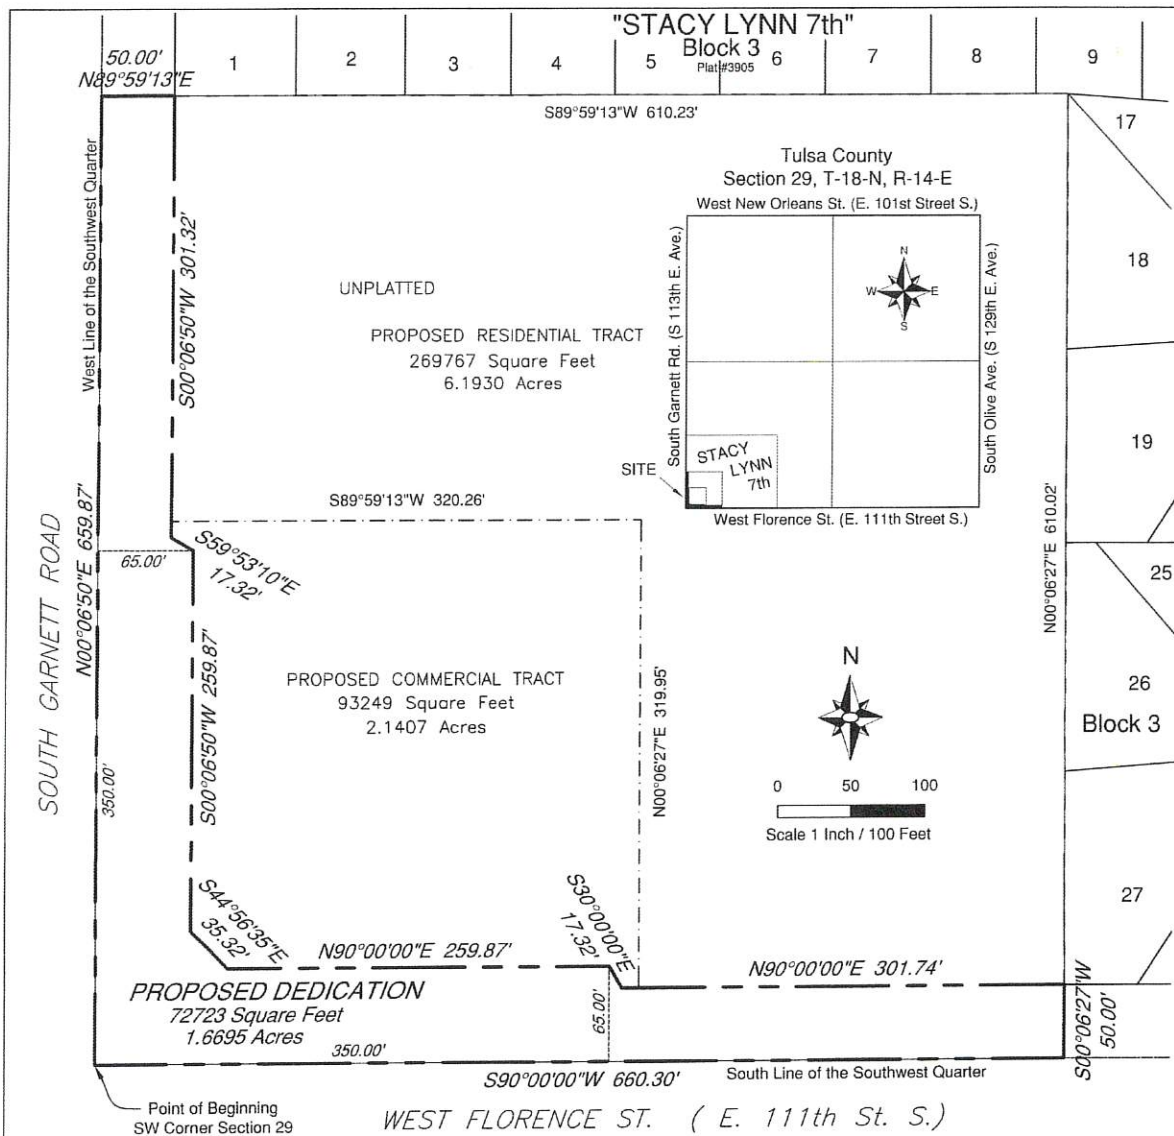 "STACY LYNN 7th"
Block 3
Plat#3905
50.00'
N89°59'13"E
1
2
3
4
5
6
7
8
9
S89°59'13"W 610.23'
17
18
19
25
26
Block 3
27
Tulsa County
Section 29, T-18-N, R-14-E
West New Orleans St. (E. 101st Street S.)
South Garnett Rd. (S 113th E. Ave.)
South Olive Ave. (S 129th E. Ave.)
N
W
E
S
STACY
LYNN
7th
SITE
West Florence St. (E. 111th Street S.)
West Line of the Southwest Quarter
S00°06'50"W 301.32'
UNPLATTED
PROPOSED RESIDENTIAL TRACT
269767 Square Feet
6.1930 Acres
S89°59'13"W 320.26'
SOUTH GARNETT ROAD
N00°06'50"E 659.87'
65.00'
S59°53'10"E
17.32'
N00°06'27"E 610.02'
S00°06'50"W 259.87'
350.00'
PROPOSED COMMERCIAL TRACT
93249 Square Feet
2.1407 Acres
N00°06'27"E 319.95'
N
0
50
100
Scale 1 Inch / 100 Feet
S44°56'35"E
35.32'
S30°00'00"E
17.32'
N90°00'00"E 259.87'
N90°00'00"E 301.74'
PROPOSED DEDICATION
72723 Square Feet
1.6695 Acres
350.00'
65.00'
S00°06'27"W
50.00'
S90°00'00"W 660.30'
South Line of the Southwest Quarter
Point of Beginning
SW Corner Section 29
WEST FLORENCE ST. ( E. 111th St. S.)